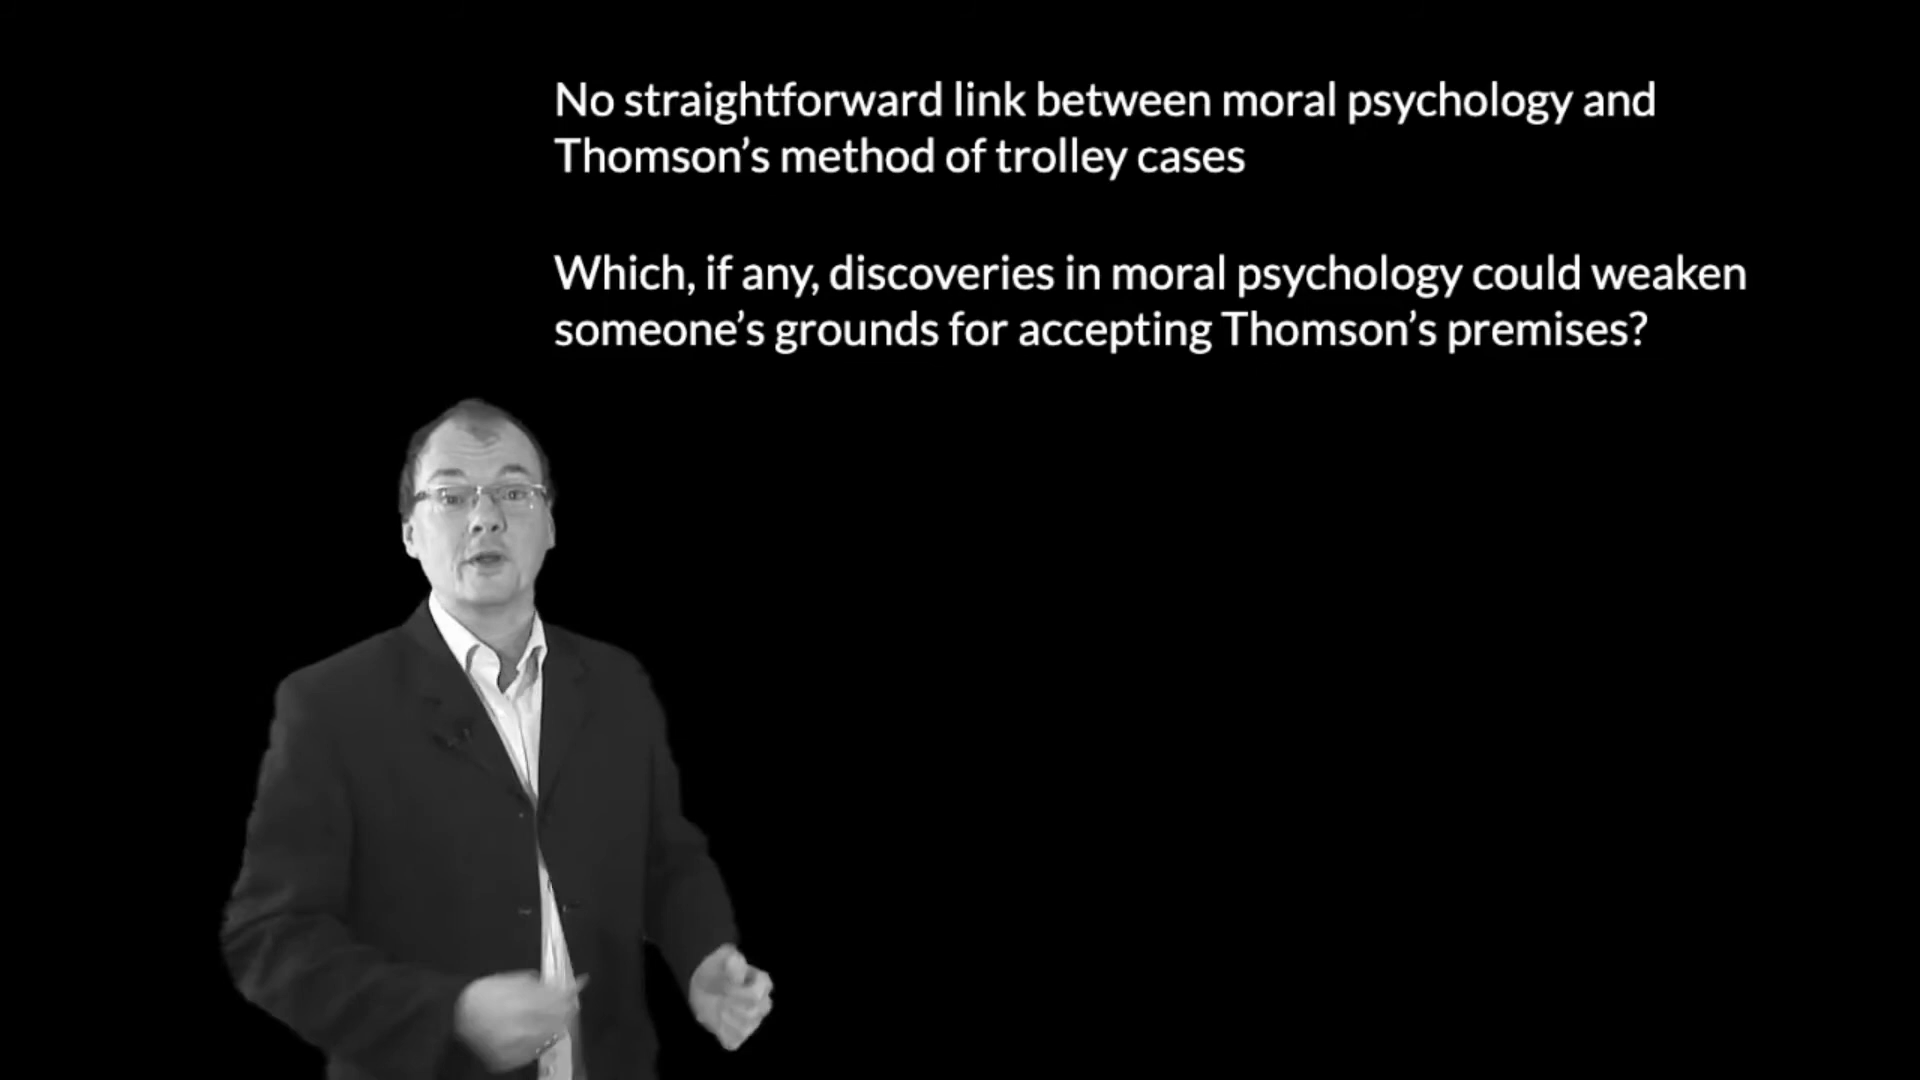 No straightforward link between moral psychology and
Thomson’s method of trolley cases
Which, if any, discoveries in moral psychology could weaken
someone’s grounds for accepting Thomson’s premises?